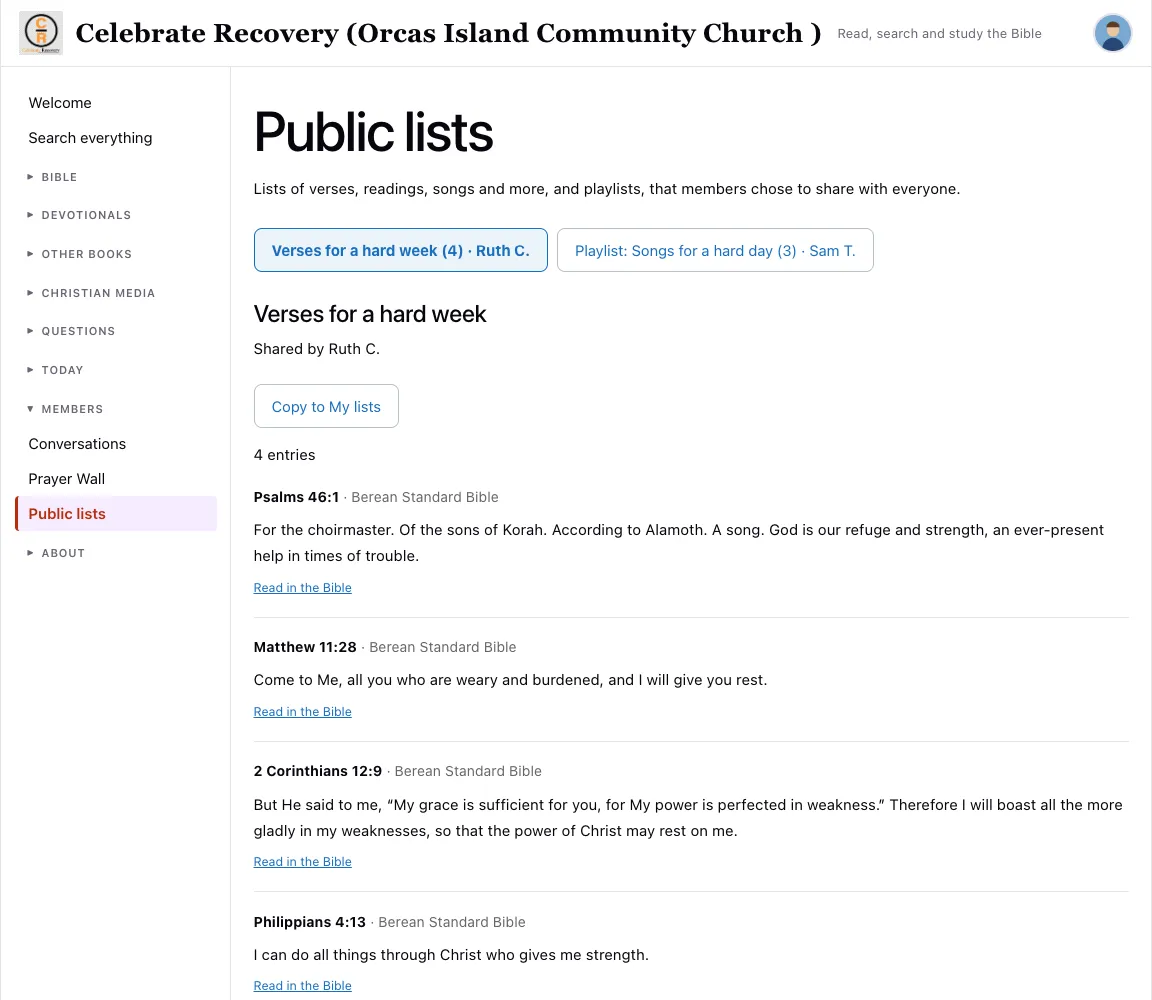 Celebrate Recovery (Orcas Island Community Church )
Read, search and study the Bible
Welcome
Search everything
BIBLE
DEVOTIONALS
OTHER BOOKS
CHRISTIAN MEDIA
QUESTIONS
TODAY
MEMBERS
Conversations
Prayer Wall
Public lists
ABOUT
Public lists
Lists of verses, readings, songs and more, and playlists, that members chose to share with everyone.
Verses for a hard week (4) · Ruth C.
Playlist: Songs for a hard day (3) · Sam T.
Verses for a hard week
Shared by Ruth C.
Copy to My lists
4 entries
Psalms 46:1 · Berean Standard Bible
For the choirmaster. Of the sons of Korah. According to Alamoth. A song. God is our refuge and strength, an ever-present
help in times of trouble.
Read in the Bible
Matthew 11:28 · Berean Standard Bible
Come to Me, all you who are weary and burdened, and I will give you rest.
Read in the Bible
2 Corinthians 12:9 · Berean Standard Bible
But He said to me, “My grace is sufficient for you, for My power is perfected in weakness.” Therefore I will boast all the more
gladly in my weaknesses, so that the power of Christ may rest on me.
Read in the Bible
Philippians 4:13 · Berean Standard Bible
I can do all things through Christ who gives me strength.
Read in the Bible